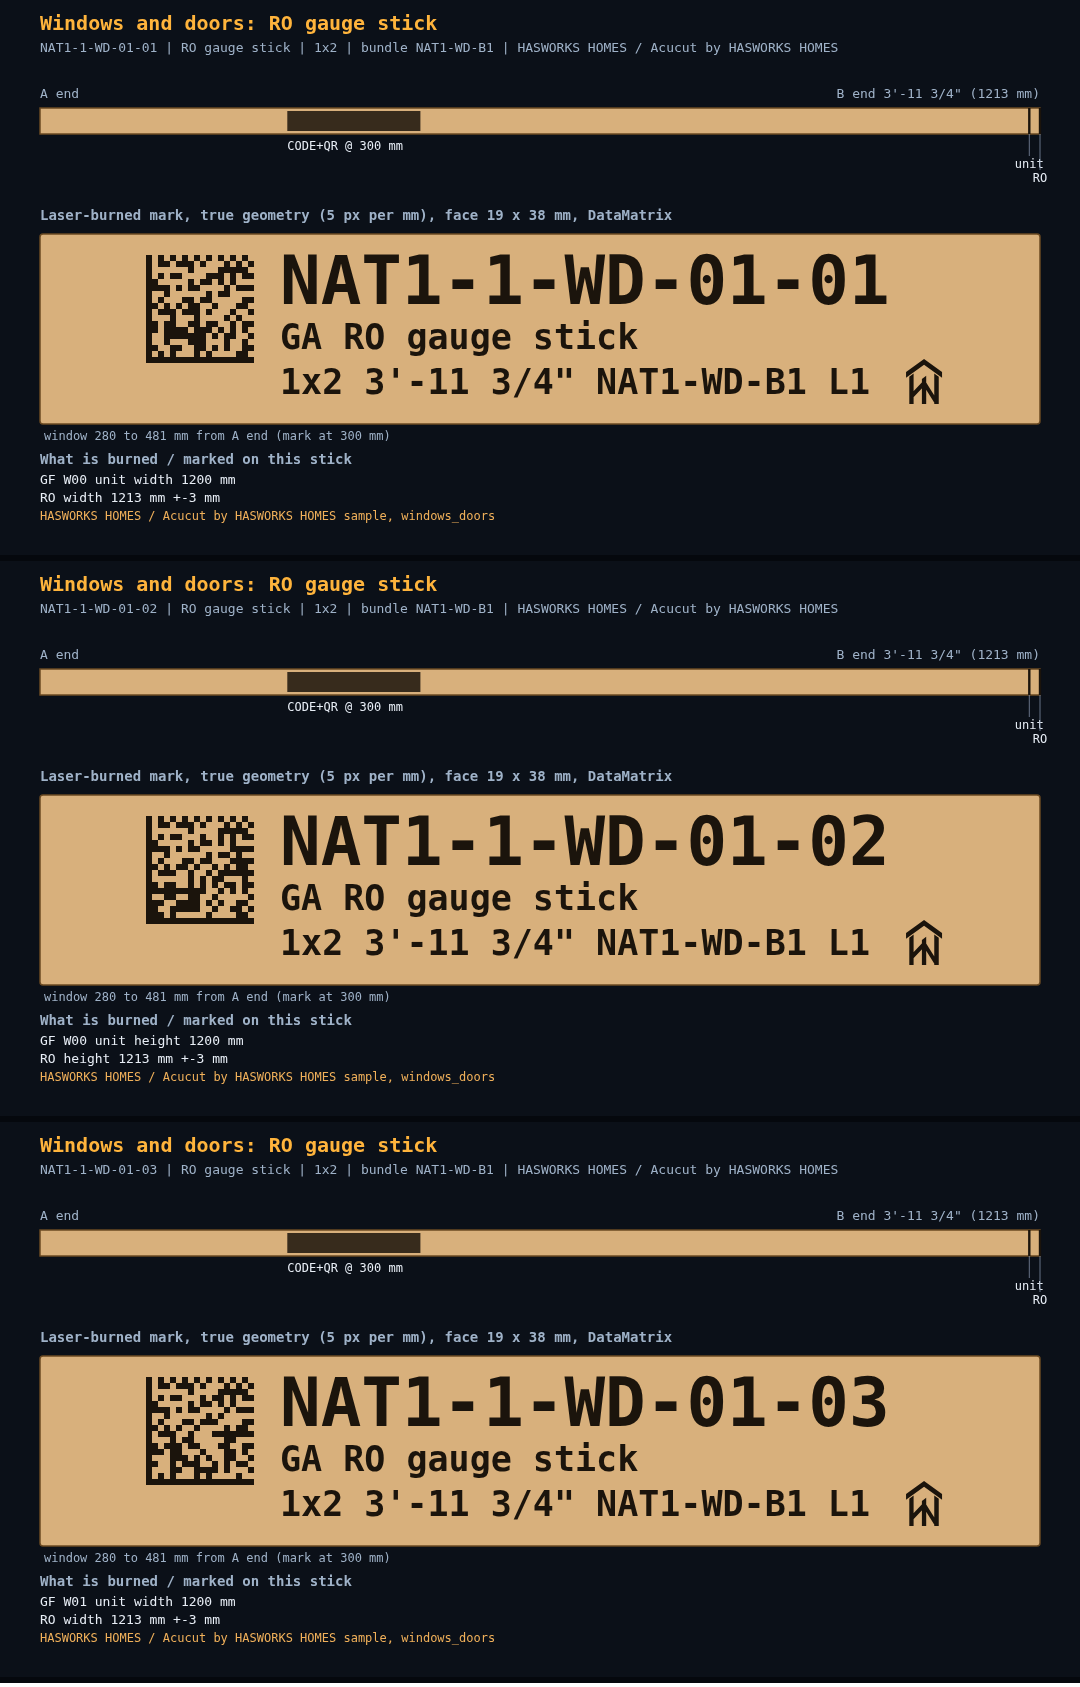 Windows and doors: RO gauge stick
NAT1-1-WD-01-01 | RO gauge stick | 1x2 | bundle NAT1-WD-B1 | HASWORKS HOMES / Acucut by HASWORKS HOMES
A end
B end 3'-11 3/4" (1213 mm)
CODE+QR @ 300 mm
unit
RO
Laser-burned mark, true geometry (5 px per mm), face 19 x 38 mm, DataMatrix
NAT1-1-WD-01-01
GA RO gauge stick
1x2 3'-11 3/4" NAT1-WD-B1 L1
window 280 to 481 mm from A end (mark at 300 mm)
What is burned / marked on this stick
GF W00 unit width 1200 mm
RO width 1213 mm +-3 mm
HASWORKS HOMES / Acucut by HASWORKS HOMES sample, windows_doors
Windows and doors: RO gauge stick
NAT1-1-WD-01-02 | RO gauge stick | 1x2 | bundle NAT1-WD-B1 | HASWORKS HOMES / Acucut by HASWORKS HOMES
A end
B end 3'-11 3/4" (1213 mm)
CODE+QR @ 300 mm
unit
RO
Laser-burned mark, true geometry (5 px per mm), face 19 x 38 mm, DataMatrix
NAT1-1-WD-01-02
GA RO gauge stick
1x2 3'-11 3/4" NAT1-WD-B1 L1
window 280 to 481 mm from A end (mark at 300 mm)
What is burned / marked on this stick
GF W00 unit height 1200 mm
RO height 1213 mm +-3 mm
HASWORKS HOMES / Acucut by HASWORKS HOMES sample, windows_doors
Windows and doors: RO gauge stick
NAT1-1-WD-01-03 | RO gauge stick | 1x2 | bundle NAT1-WD-B1 | HASWORKS HOMES / Acucut by HASWORKS HOMES
A end
B end 3'-11 3/4" (1213 mm)
CODE+QR @ 300 mm
unit
RO
Laser-burned mark, true geometry (5 px per mm), face 19 x 38 mm, DataMatrix
NAT1-1-WD-01-03
GA RO gauge stick
1x2 3'-11 3/4" NAT1-WD-B1 L1
window 280 to 481 mm from A end (mark at 300 mm)
What is burned / marked on this stick
GF W01 unit width 1200 mm
RO width 1213 mm +-3 mm
HASWORKS HOMES / Acucut by HASWORKS HOMES sample, windows_doors